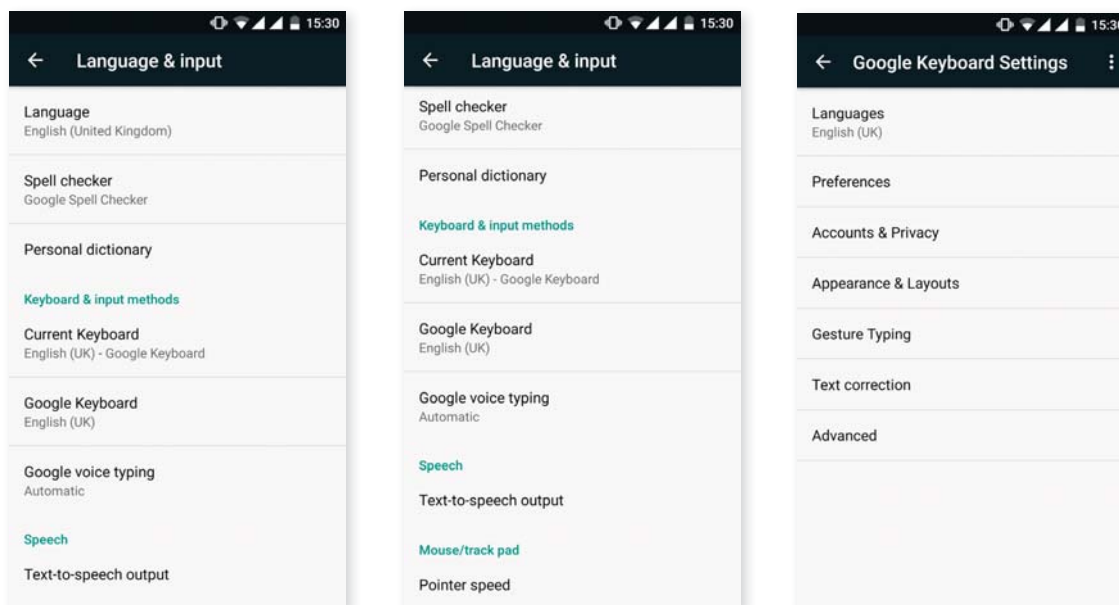 15:30
Language & input
Language
English (United Kingdom)
Spell checker
Google Spell Checker
Personal dictionary
Keyboard & input methods
Current Keyboard
English (UK) - Google Keyboard
Google Keyboard
English (UK)
Google voice typing
Automatic
Speech
Text-to-speech output
15:30
Language & input
Spell checker
Google Spell Checker
Personal dictionary
Keyboard & input methods
Current Keyboard
English (UK) - Google Keyboard
Google Keyboard
English (UK)
Google voice typing
Automatic
Speech
Text-to-speech output
Mouse/track pad
Pointer speed
15:30
Google Keyboard Settings
Languages
English (UK)
Preferences
Accounts & Privacy
Appearance & Layouts
Gesture Typing
Text correction
Advanced